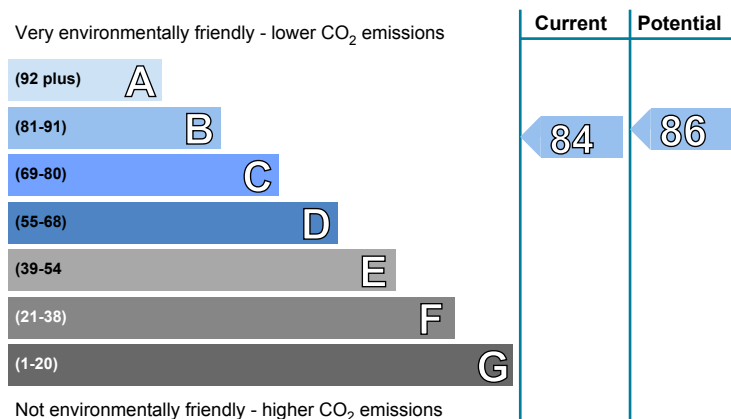 Very environmentally friendly - lower CO₂ emissions
Current
Potential
(92 plus) A
(81-91) B
84
86
(69-80) C
(55-68) D
(39-54 E
(21-38) F
(1-20) G
Not environmentally friendly - higher CO₂ emissions